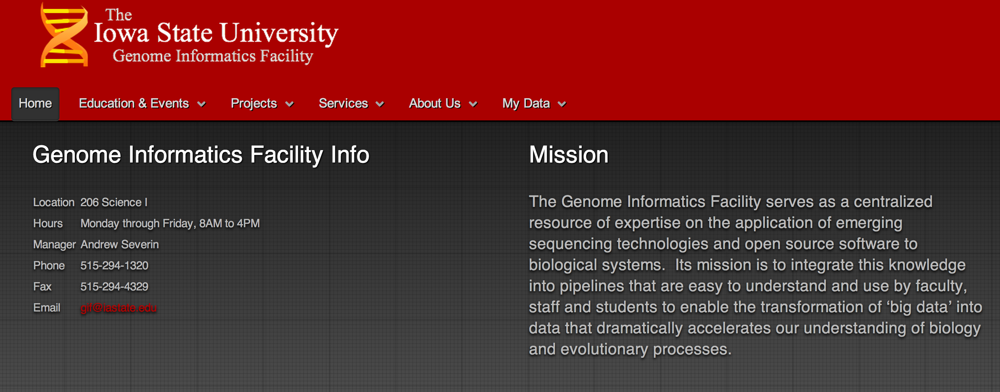 The
Iowa State University
Genome Informatics Facility
Home Education & Events Projects Services About Us My Data
Genome Informatics Facility Info
Location 206 Science I
Hours Monday through Friday, 8AM to 4PM
Manager Andrew Severin
Phone 515-294-1320
Fax 515-294-4329
Email gif@iastate.edu
Mission
The Genome Informatics Facility serves as a centralized
resource of expertise on the application of emerging
sequencing technologies and open source software to
biological systems.  Its mission is to integrate this knowledge
into pipelines that are easy to understand and use by faculty,
staff and students to enable the transformation of ‘big data’ into
data that dramatically accelerates our understanding of biology
and evolutionary processes.